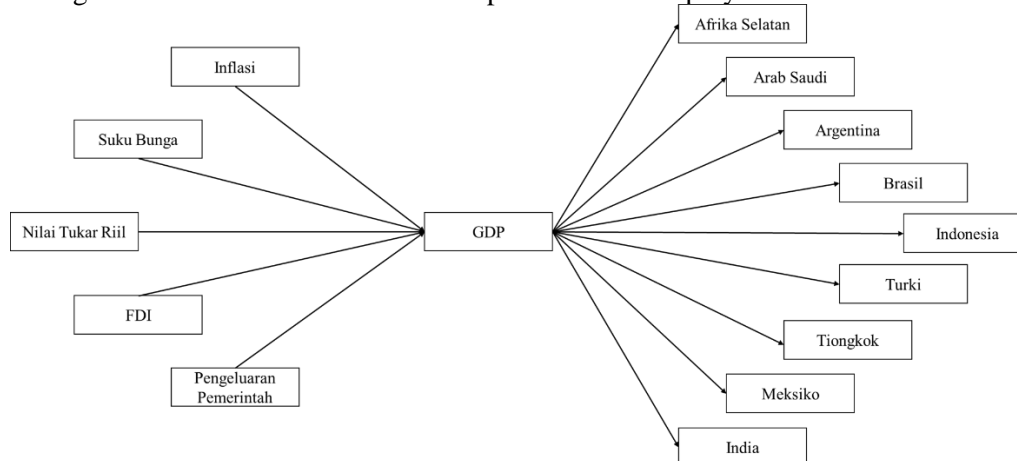 Inflasi
Suku Bunga
Nilai Tukar Riil
FDI
Pengeluaran
Pemerintah
GDP
Afrika Selatan
Arab Saudi
Argentina
Brasil
Indonesia
Turki
Tiongkok
Meksiko
India